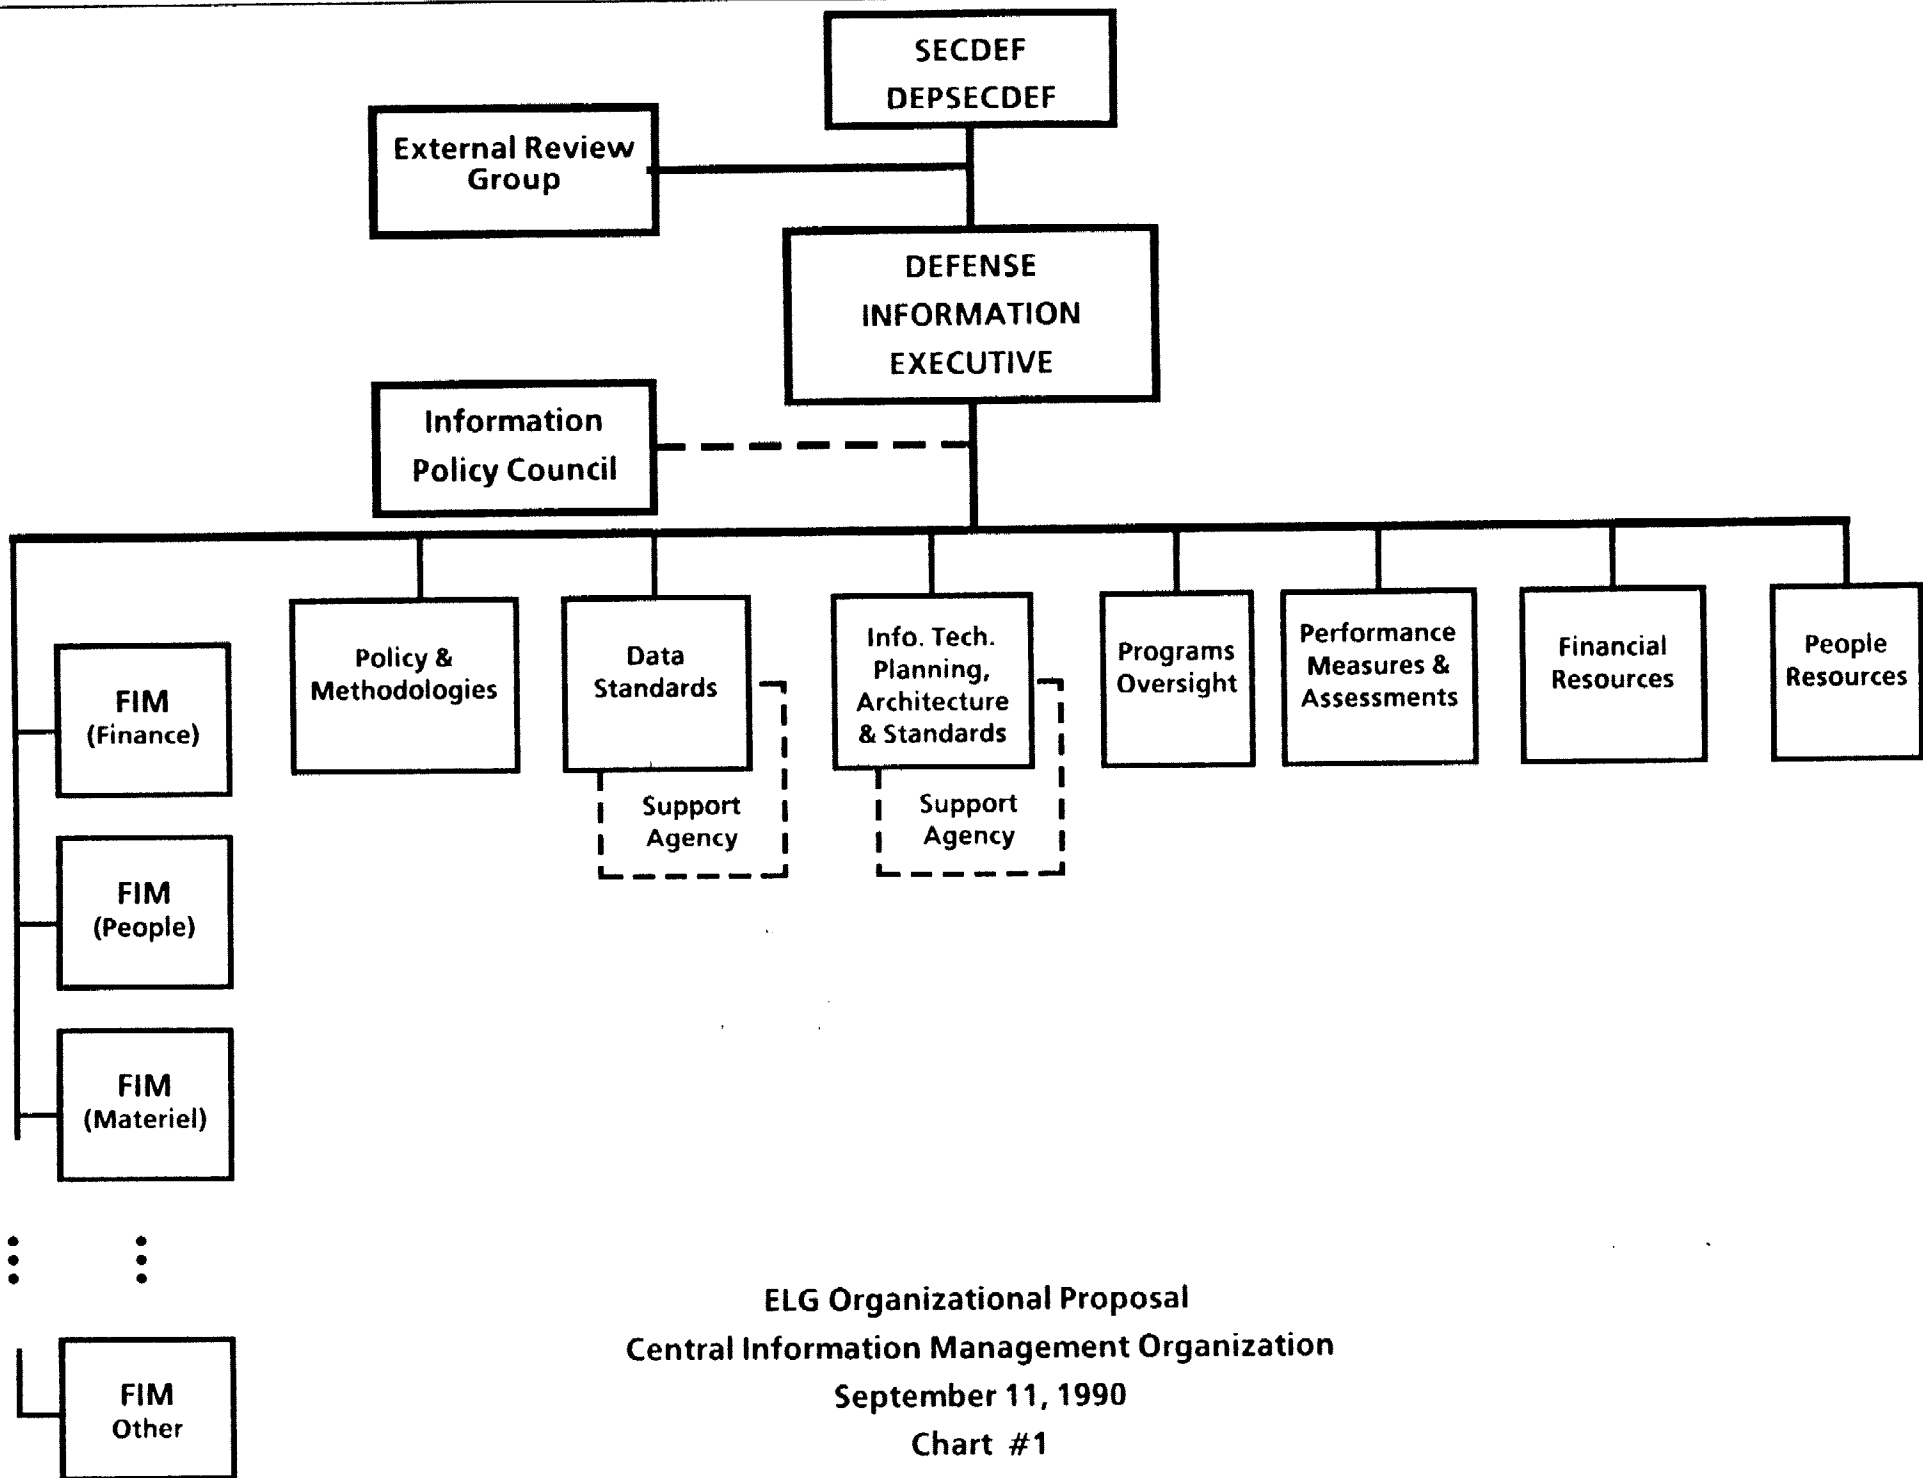 SECDEF
DEPSECDEF
External Review
Group
DEFENSE
INFORMATION
EXECUTIVE
Information
Policy Council
FIM
(Finance)
Policy &
Methodologies
Data
Standards
Support
Agency
Info. Tech.
Planning,
Architecture
& Standards
Support
Agency
Programs
Oversight
Performance
Measures &
Assessments
Financial
Resources
People
Resources
FIM
(People)
FIM
(Materiel)
FIM
Other
ELG Organizational Proposal
Central Information Management Organization
September 11, 1990
Chart #1